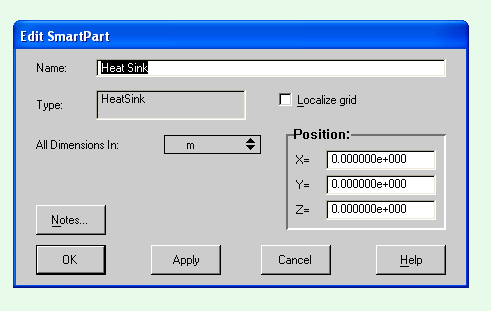 Edit SmartPart
Name: Heat Sink
Type: HeatSink
Localize grid
All Dimensions In: m
Position:
X= 0.000000e+000
Y= 0.000000e+000
Z= 0.000000e+000
Notes...
OK Apply Cancel Help